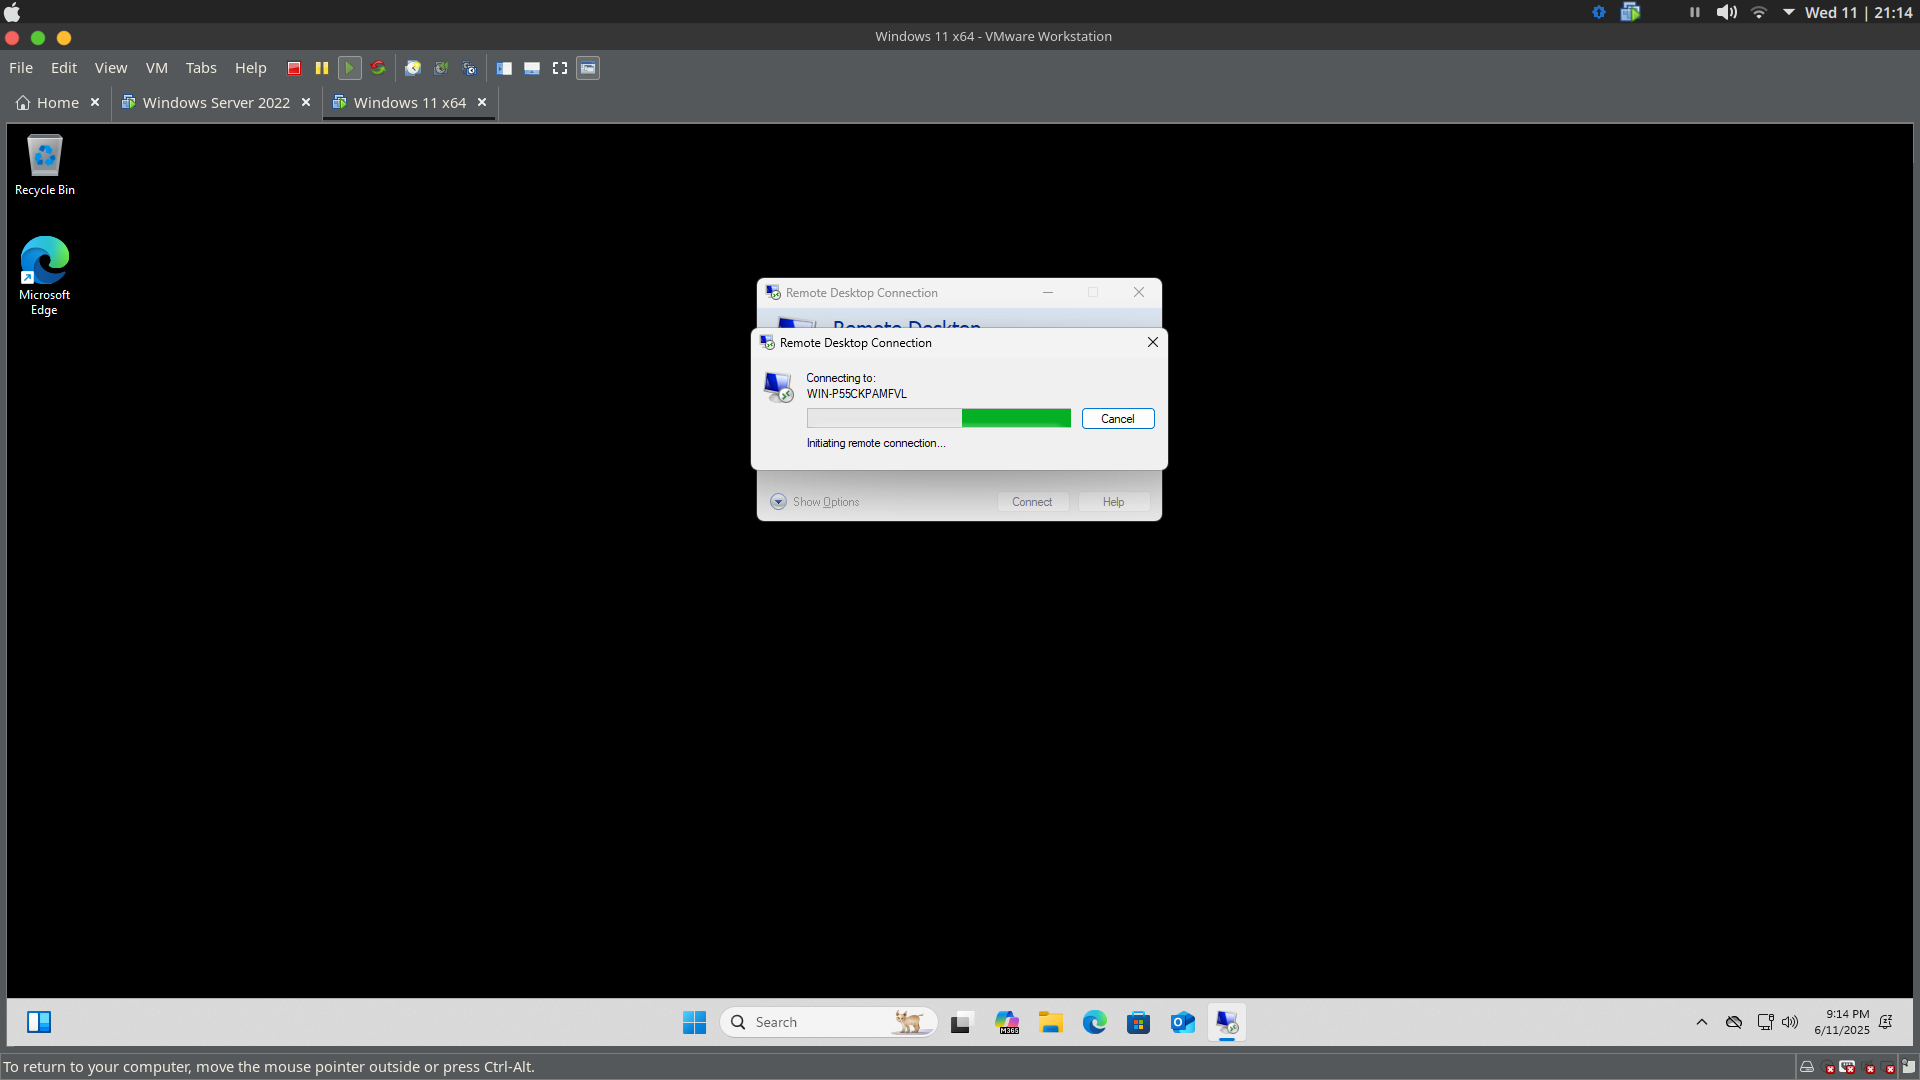 Wed 11 | 21:14
Windows 11 x64 - VMware Workstation
File Edit View VM Tabs Help
Home
Windows Server 2022
Windows 11 x64
Recycle Bin
Microsoft
Edge
Remote Desktop Connection
Remote Desktop
Remote Desktop Connection
Connecting to:
WIN-P55CKPAMFVL
Cancel
Initiating remote connection...
Show Options
Connect
Help
Search
M365
9:14 PM
6/11/2025
To return to your computer, move the mouse pointer outside or press Ctrl-Alt.